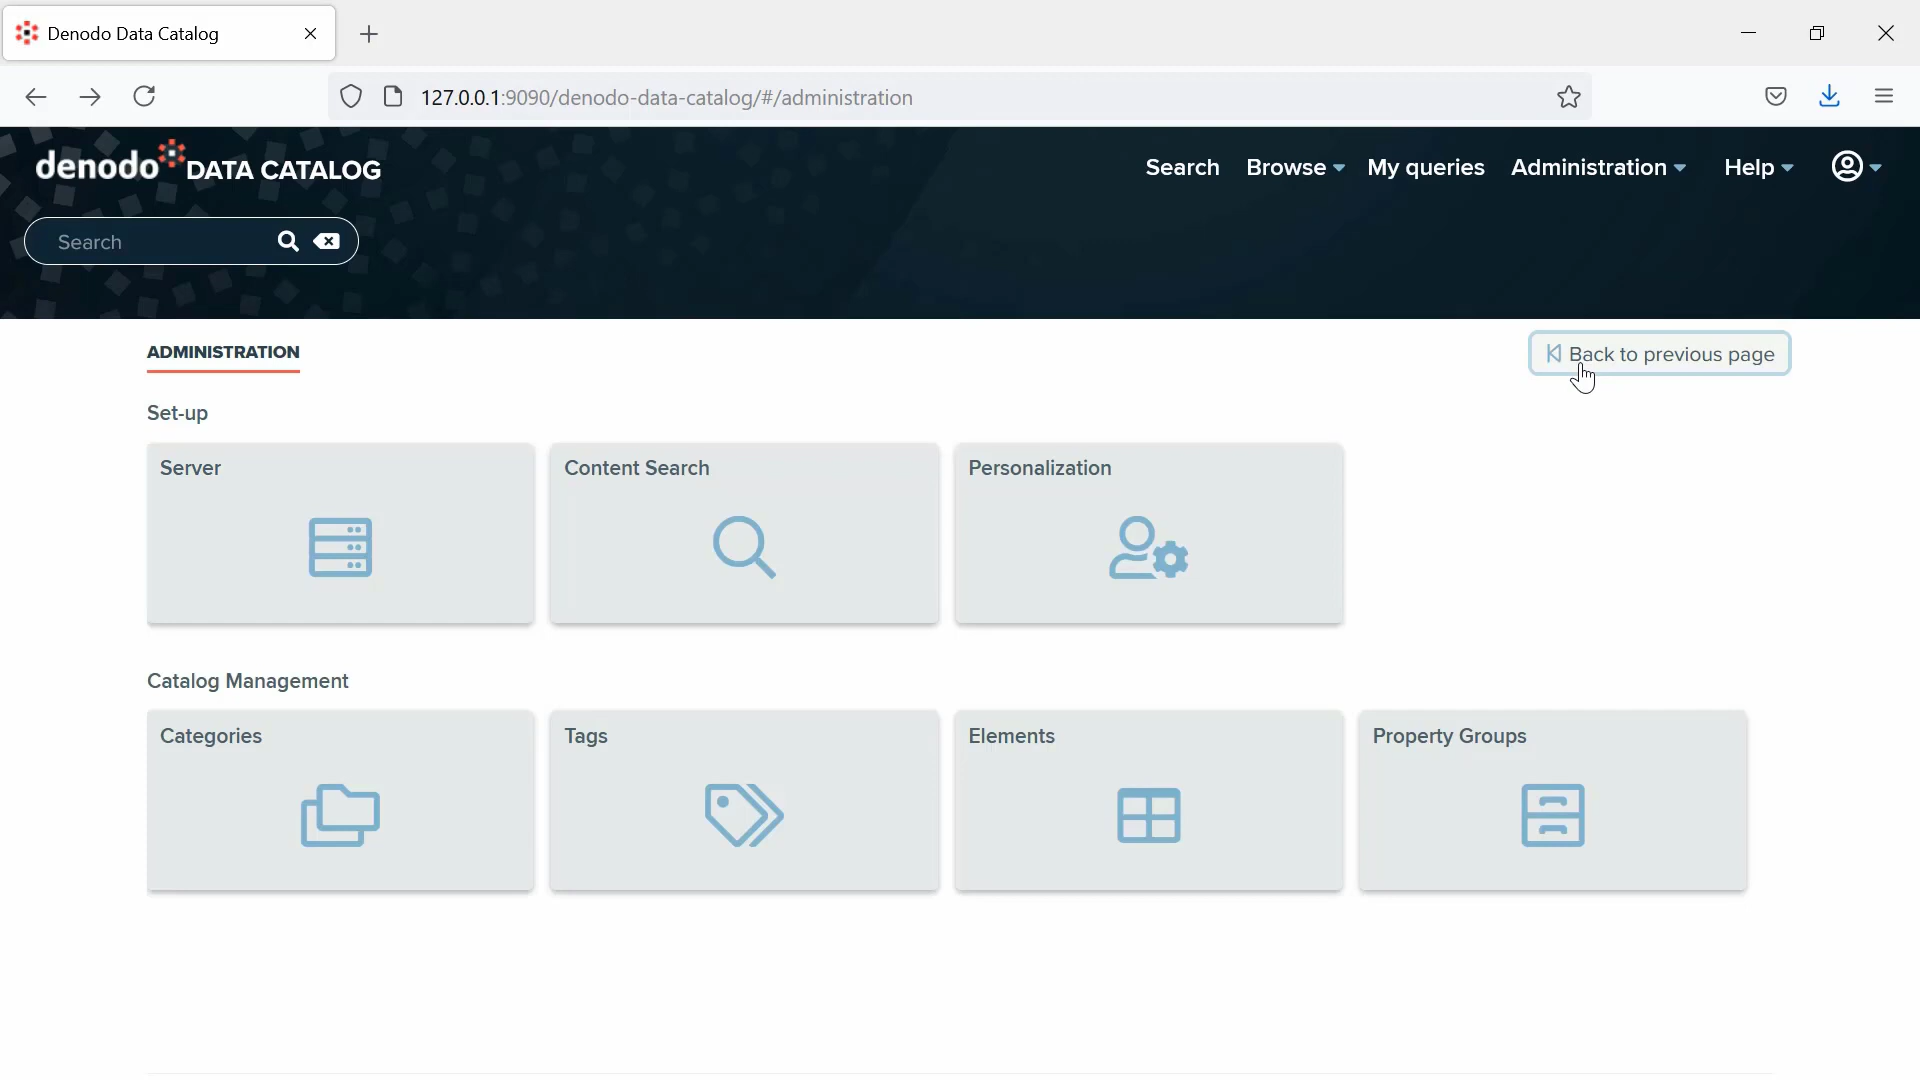 Denodo Data Catalog
127.0.0.1:9090/denodo-data-catalog/#/administration
denodo DATA CATALOG
Search Browse My queries Administration Help
Search
ADMINISTRATION
Back to previous page
Set-up
Server Content Search Personalization
Catalog Management
Categories Tags Elements Property Groups